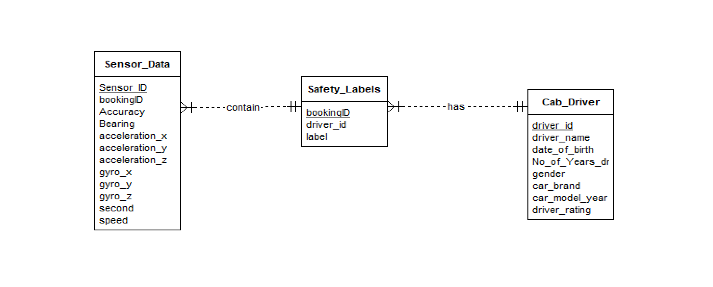 Sensor_Data
Sensor_ID
bookingID
Accuracy
Bearing
acceleration_x
acceleration_y
acceleration_z
gyro_x
gyro_y
gyro_z
second
speed
contain
Safety_Labels
bookingID
driver_id
label
has
Cab_Driver
driver_id
driver_name
date_of_birth
No_of_Years_dr
gender
car_brand
car_model_year
driver_rating